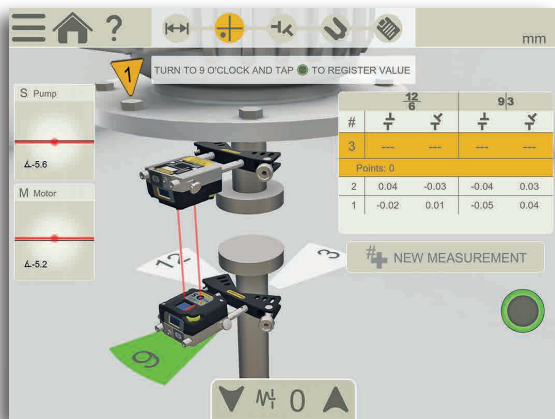 ?
mm
1
TURN TO 9 O'CLOCK AND TAP TO REGISTER VALUE
S Pump
-5.6
M Motor
-5.2
12 9|3
6
#
3 --- --- --- ---
Points: 0
2 0.04 -0.03 -0.04 0.03
1 -0.02 0.01 -0.05 0.04
# NEW MEASUREMENT
12
3
9
0